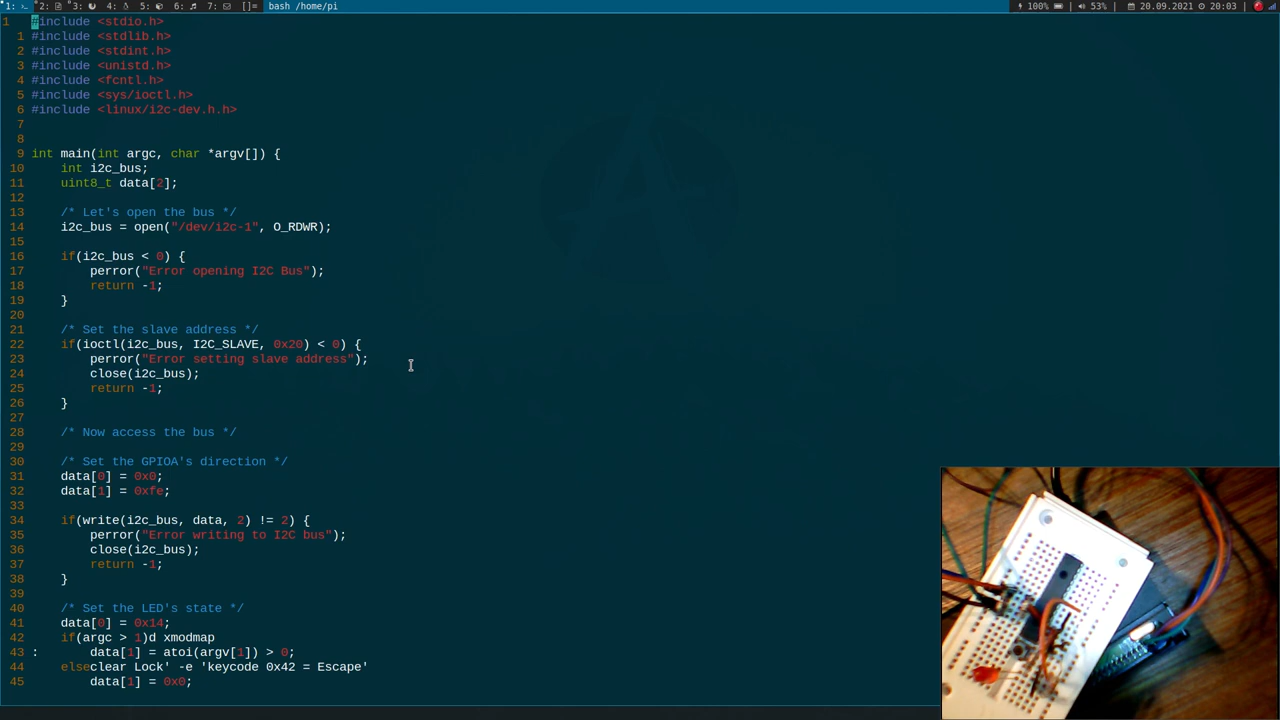 1: 2: 3: 4: 5: 6: 7: []= bash /home/pi 100% | 53% | 20.09.2021 20:03 |
1 #include <stdio.h>
1 #include <stdlib.h>
2 #include <stdint.h>
3 #include <unistd.h>
4 #include <fcntl.h>
5 #include <sys/ioctl.h>
6 #include <linux/i2c-dev.h.h>
7
8
9 int main(int argc, char *argv[]) {
10 int i2c_bus;
11 uint8_t data[2];
12
13 /* Let's open the bus */
14 i2c_bus = open("/dev/i2c-1", O_RDWR);
15
16 if(i2c_bus < 0) {
17 perror("Error opening I2C Bus");
18 return -1;
19 }
20
21 /* Set the slave address */
22 if(ioctl(i2c_bus, I2C_SLAVE, 0x20) < 0) {
23 perror("Error setting slave address");
24 close(i2c_bus);
25 return -1;
26 }
27
28 /* Now access the bus */
29
30 /* Set the GPIOA's direction */
31 data[0] = 0x0;
32 data[1] = 0xfe;
33
34 if(write(i2c_bus, data, 2) != 2) {
35 perror("Error writing to I2C bus");
36 close(i2c_bus);
37 return -1;
38 }
39
40 /* Set the LED's state */
41 data[0] = 0x14;
42 if(argc > 1)d xmodmap
43 : data[1] = atoi(argv[1]) > 0;
44 elseclear Lock' -e 'keycode 0x42 = Escape'
45 data[1] = 0x0;